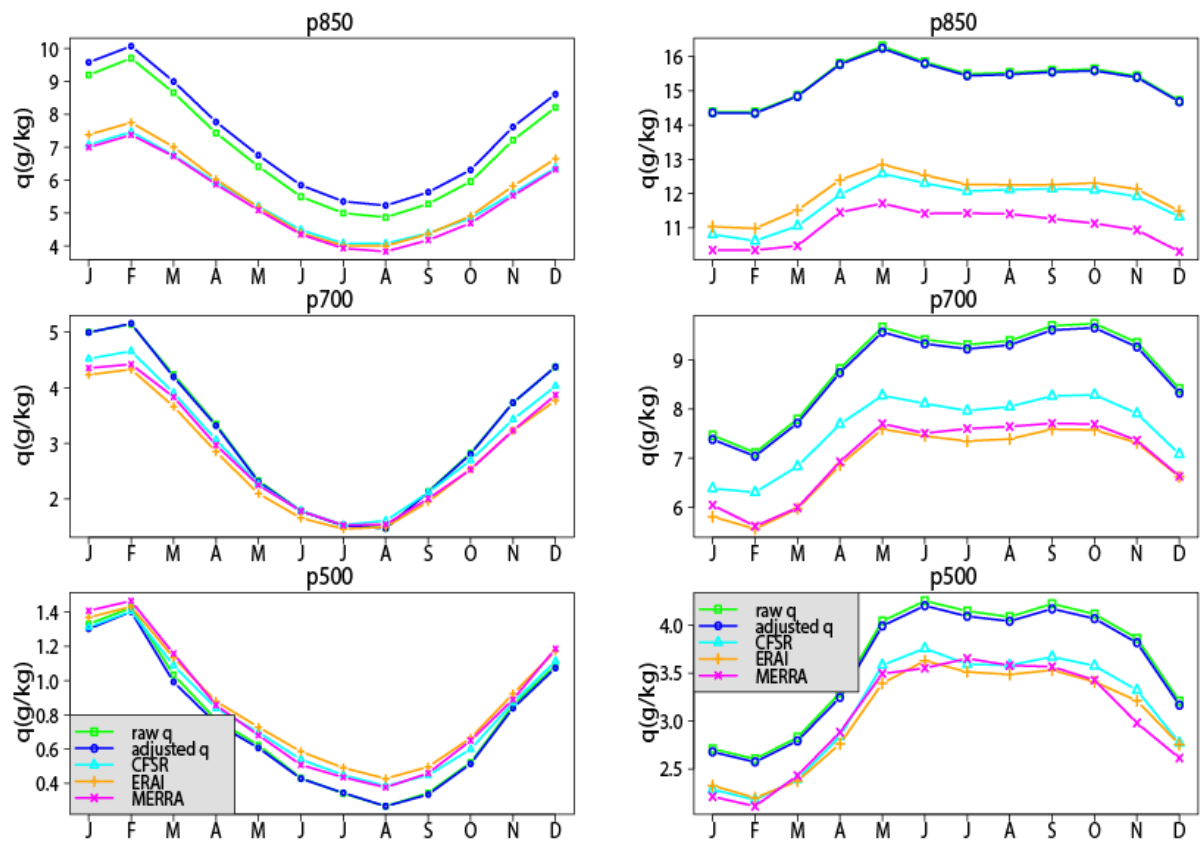 p850
q(g/kg)
10
9
8
7
6
5
4
J F M A M J J A S O N D
p850
q(g/kg)
16
15
14
13
12
11
J F M A M J J A S O N D
p700
q(g/kg)
5
4
3
2
J F M A M J J A S O N D
p700
q(g/kg)
9
8
7
6
J F M A M J J A S O N D
p500
q(g/kg)
1.4
1.2
1.0
0.8
0.6
0.4
raw q
adjusted q
CFSR
ERAI
MERRA
J F M A M J J A S O N D
p500
q(g/kg)
4.0
3.5
3.0
2.5
raw q
adjusted q
CFSR
ERAI
MERRA
J F M A M J J A S O N D